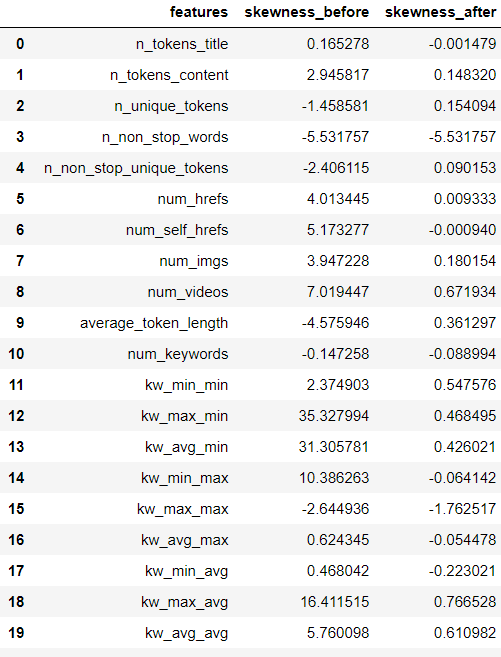 features skewness_before skewness_after
0 n_tokens_title 0.165278 -0.001479
1 n_tokens_content 2.945817 0.148320
2 n_unique_tokens -1.458581 0.154094
3 n_non_stop_words -5.531757 -5.531757
4 n_non_stop_unique_tokens -2.406115 0.090153
5 num_hrefs 4.013445 0.009333
6 num_self_hrefs 5.173277 -0.000940
7 num_imgs 3.947228 0.180154
8 num_videos 7.019447 0.671934
9 average_token_length -4.575946 0.361297
10 num_keywords -0.147258 -0.088994
11 kw_min_min 2.374903 0.547576
12 kw_max_min 35.327994 0.468495
13 kw_avg_min 31.305781 0.426021
14 kw_min_max 10.386263 -0.064142
15 kw_max_max -2.644936 -1.762517
16 kw_avg_max 0.624345 -0.054478
17 kw_min_avg 0.468042 -0.223021
18 kw_max_avg 16.411515 0.766528
19 kw_avg_avg 5.760098 0.610982